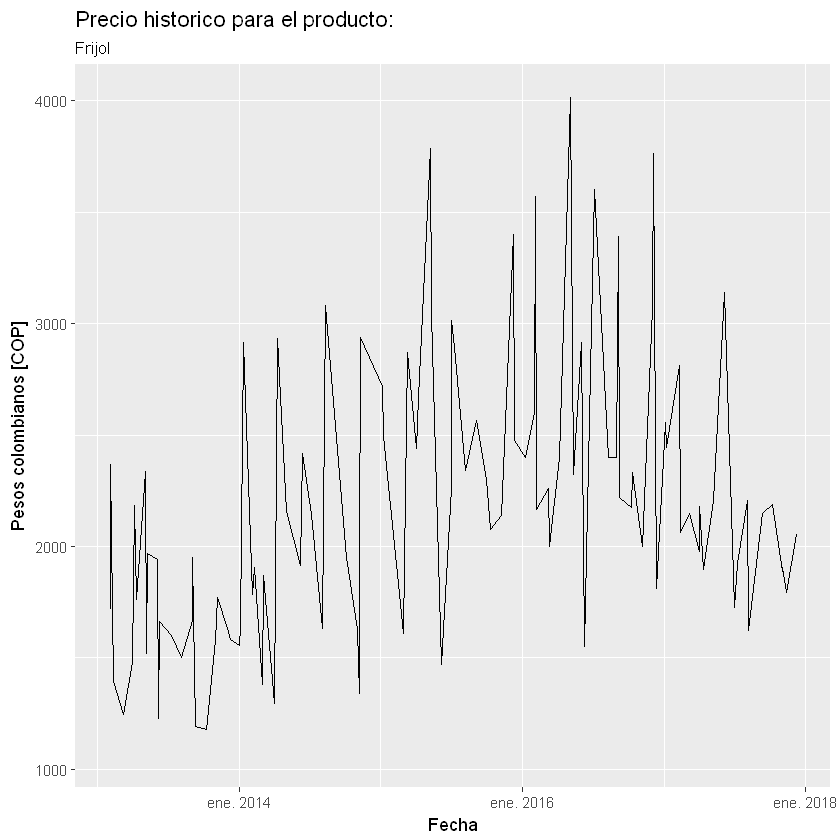 Precio historico para el producto:
Frijol
Pesos colombianos [COP]
4000
3000
2000
1000
ene. 2014
ene. 2016
ene. 2018
Fecha